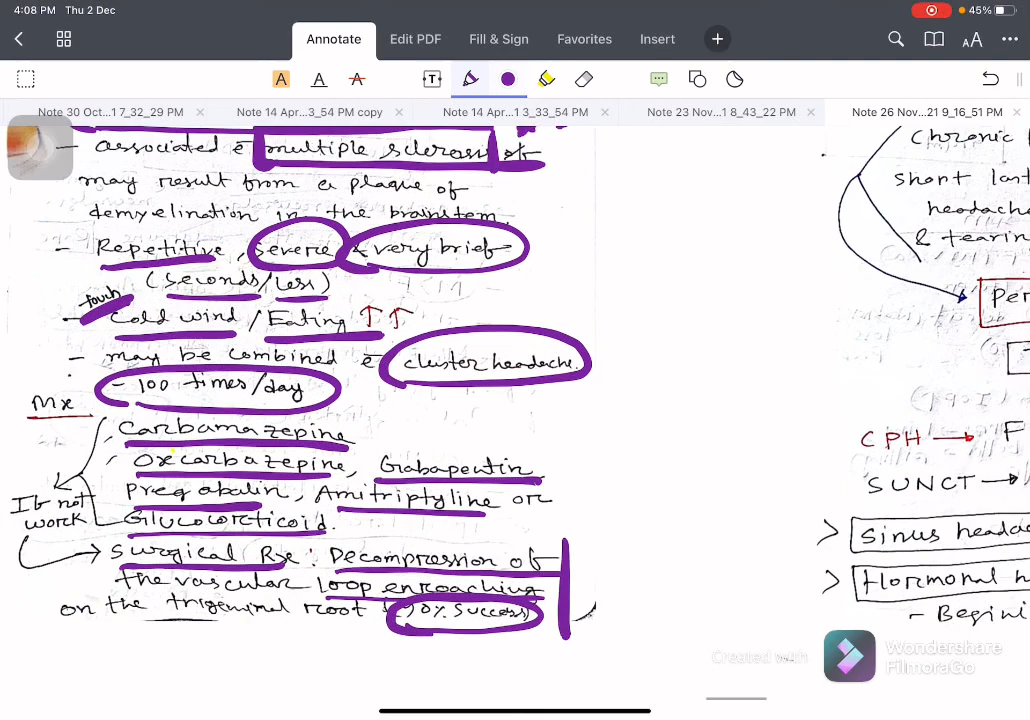 4:08 PM Thu 2 Dec
45%
Annotate Edit PDF Fill & Sign Favorites Insert
Note 30 Oct...1 7_32_29 PM
Note 14 Apr...3_54 PM copy
Note 14 Apr...1 3_33_54 PM
Note 23 Nov...1 8_43_22 PM
Note 26 Nov...21 9_16_51 PM
- associated c̄ multiple sclerosis or
may result from a plaque of
demyelination in the brainstem.
- Repetitive, severe & very brief
(seconds/less)
touch
- cold wind / Eating ↑↑
- may be combined c̄ cluster headache.
- 100 times/day
Mx
Carbamazepine
Oxcarbazepine, Gabapentin
Pregabalin, Amitriptyline or
Glucocorticoid.
If not
work
→ Surgical Rx: Decompression of
the vascular loop enroaching
on the trigeminal root (90% success)
Chronic
short last
headache
& tearin
Per
CPH → F
SUNCT →
> Sinus heada
> Hormonal h
- Begini
Created with
Wondershare
FilmoraGo